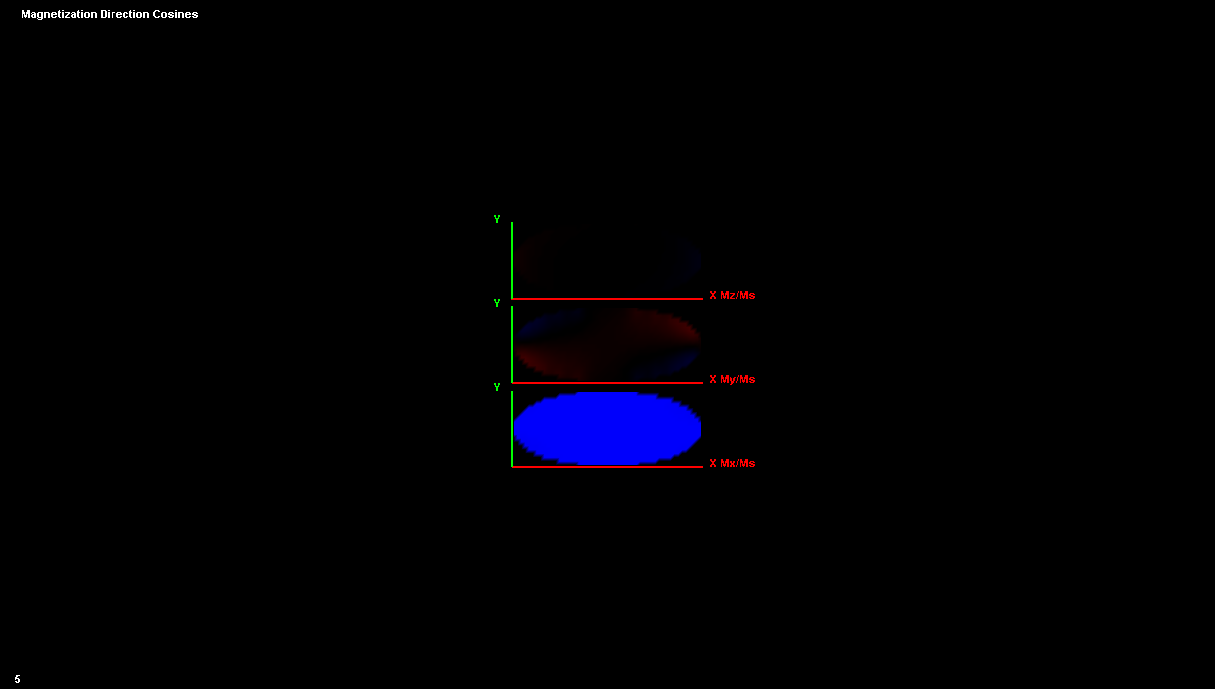 Magnetization Direction Cosines
Y
X Mz/Ms
Y
X My/Ms
Y
X Mx/Ms
5